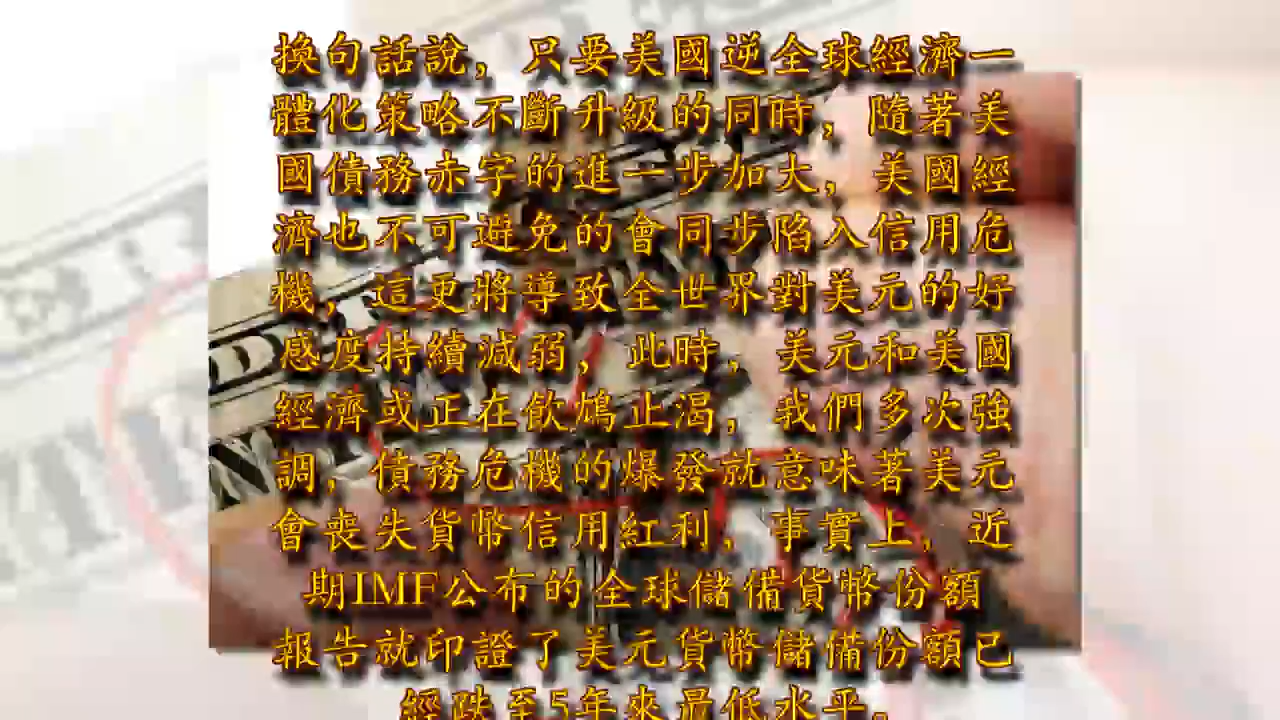 換句話說，只要美國逆全球經濟一
體化策略不斷升級的同時，隨著美
國債務赤字的進一步加大，美國經
濟也不可避免的會同步陷入信用危
機，這更將導致全世界對美元的好
感度持續減弱，此時，美元和美國
經濟或正在飲鴆止渴，我們多次強
調，債務危機的爆發就意味著美元
會喪失貨幣信用紅利，事實上，近
期IMF公布的全球儲備貨幣份額
報告就印證了美元貨幣儲備份額已
經跌至5年來最低水平。